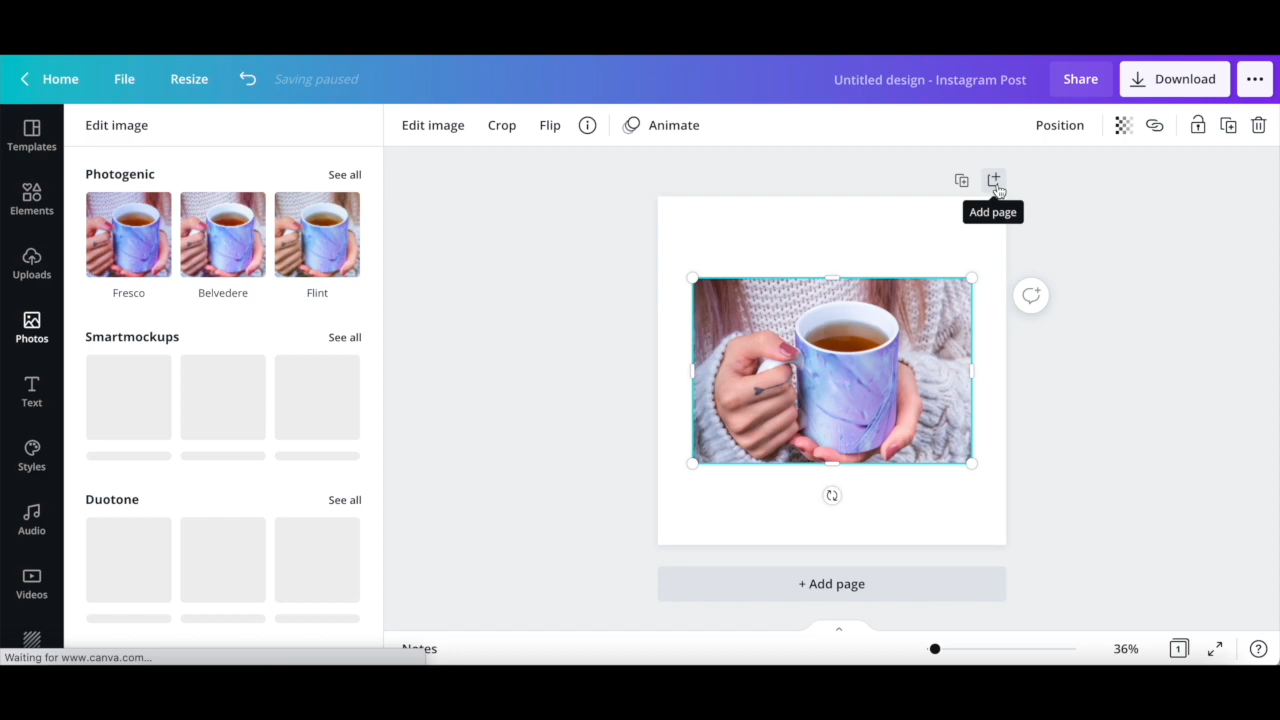 Home File Resize Saving paused Untitled design - Instagram Post Share Download
Templates
Elements
Uploads
Photos
Text
Styles
Audio
Videos
Edit image
Photogenic See all
Fresco Belvedere Flint
Smartmockups See all
Duotone See all
Edit image Crop Flip Animate Position
Add page
+ Add page
Notes 36% 1
Waiting for www.canva.com...